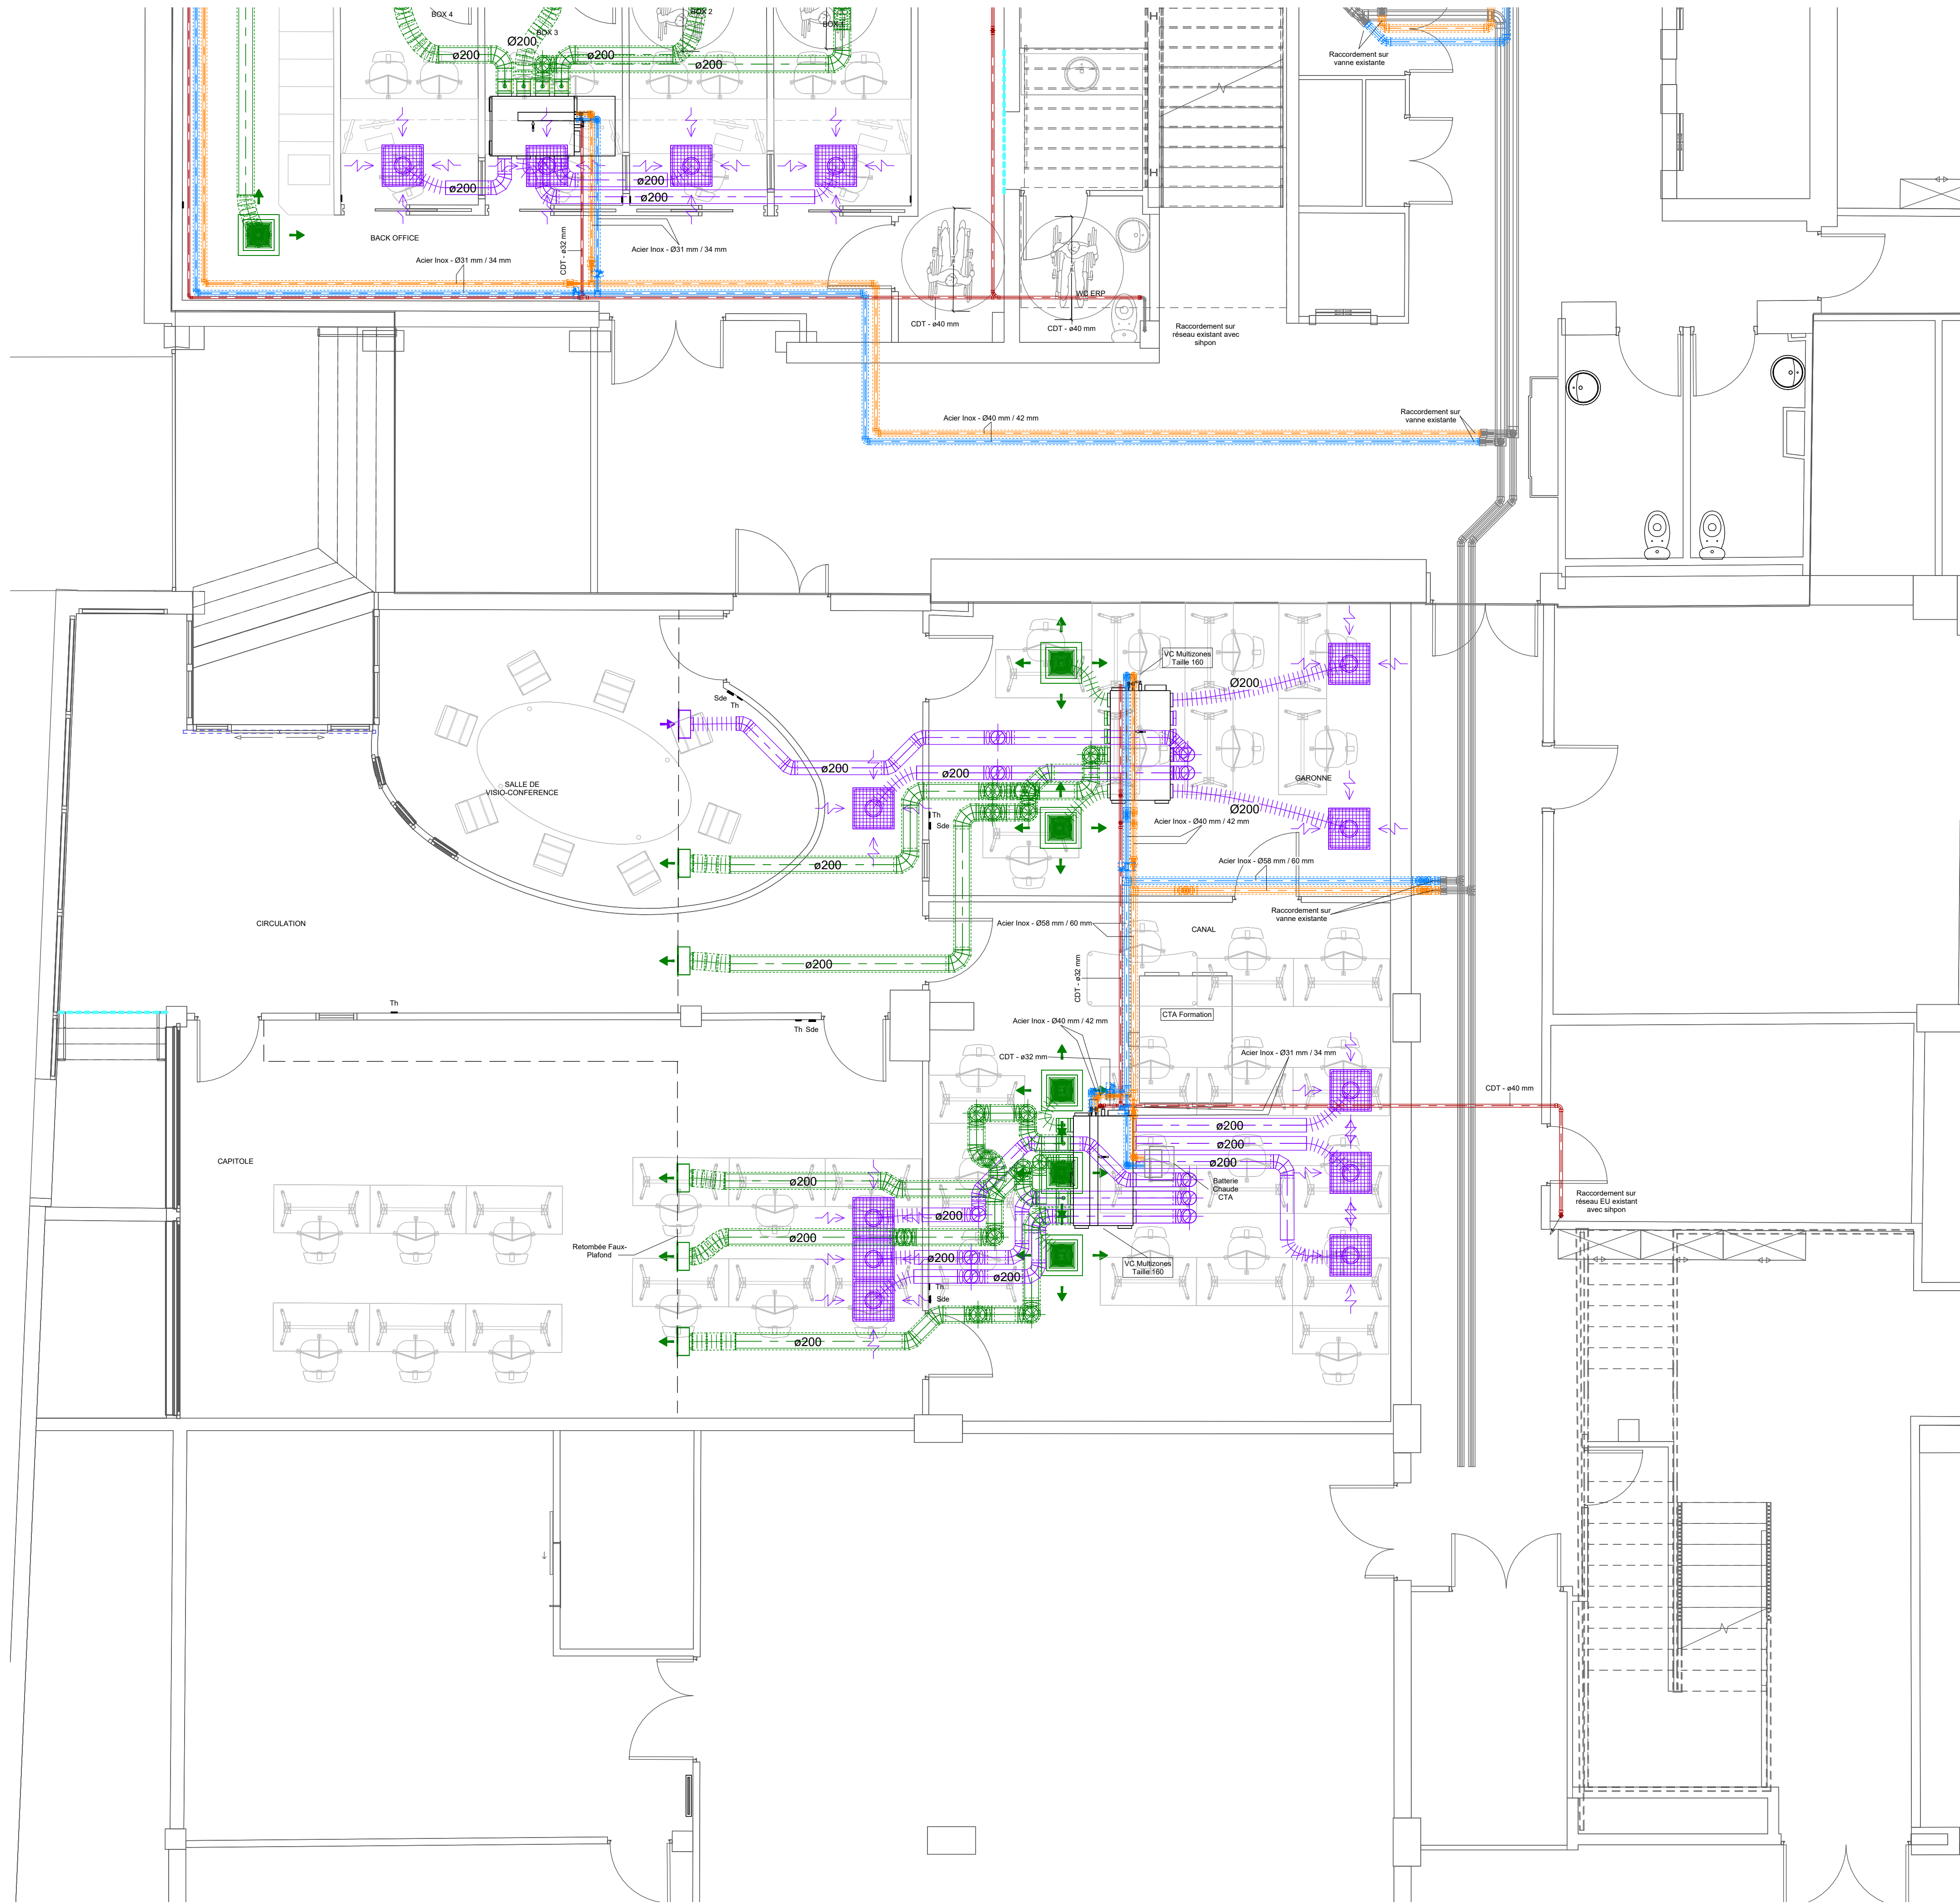 BOX 4
BOX 3
BOX 2
BOX 1
Ø200
ø200
ø200
ø200
Raccordement sur
vanne existante
ø200
ø200
ø200
BACK OFFICE
Acier Inox - Ø31 mm / 34 mm
CDT - ø32 mm
Acier Inox - Ø31 mm / 34 mm
WC ERP
CDT - ø40 mm
CDT - ø40 mm
Raccordement sur
réseau existant avec
sihpon
Acier Inox - Ø40 mm / 42 mm
Raccordement sur
vanne existante
VC Multizones
Taille 160
Ø200
Sde
Th
ø200
ø200
GARONNE
SALLE DE
VISIO-CONFERENCE
Ø200
Th
Sde
Acier Inox - Ø40 mm / 42 mm
ø200
Acier Inox - Ø58 mm / 60 mm
Raccordement sur
vanne existante
CIRCULATION
Acier Inox - Ø58 mm / 60 mm
CANAL
ø200
CDT - ø32 mm
Th
Th Sde
CTA Formation
Acier Inox - Ø40 mm / 42 mm
CDT - ø32 mm
Acier Inox - Ø31 mm / 34 mm
CDT - ø40 mm
ø200
ø200
ø200
CAPITOLE
ø200
Batterie
Chaude
CTA
Raccordement sur
réseau EU existant
avec sihpon
ø200
ø200
Retombée Faux-
Plafond
ø200
ø200
VC Multizones
Taille 160
Th
Sde
ø200